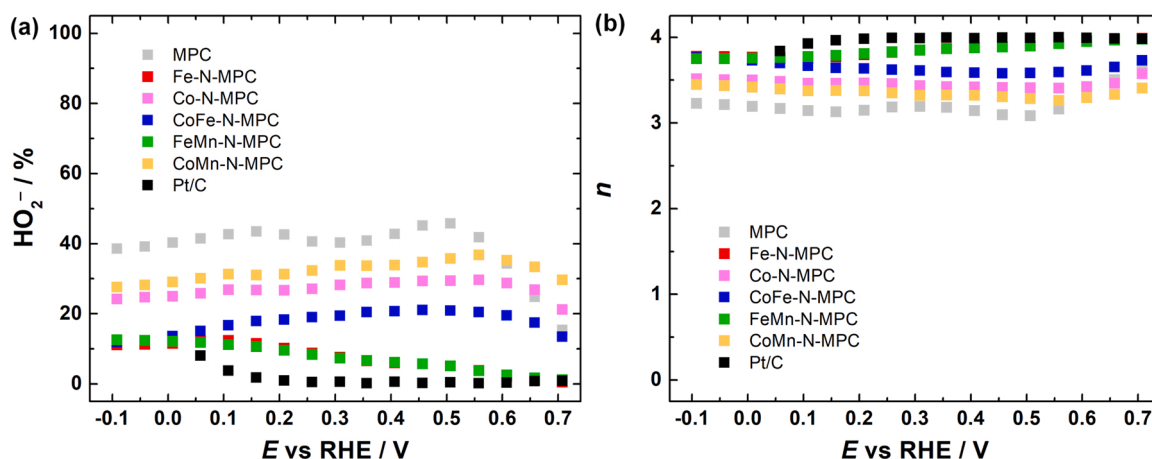 (a)
100
80
60
40
20
0
HO₂⁻ / %
MPC
Fe-N-MPC
Co-N-MPC
CoFe-N-MPC
FeMn-N-MPC
CoMn-N-MPC
Pt/C
-0.1 0.0 0.1 0.2 0.3 0.4 0.5 0.6 0.7
E vs RHE / V
(b)
4
3
2
1
0
n
MPC
Fe-N-MPC
Co-N-MPC
CoFe-N-MPC
FeMn-N-MPC
CoMn-N-MPC
Pt/C
-0.1 0.0 0.1 0.2 0.3 0.4 0.5 0.6 0.7
E vs RHE / V